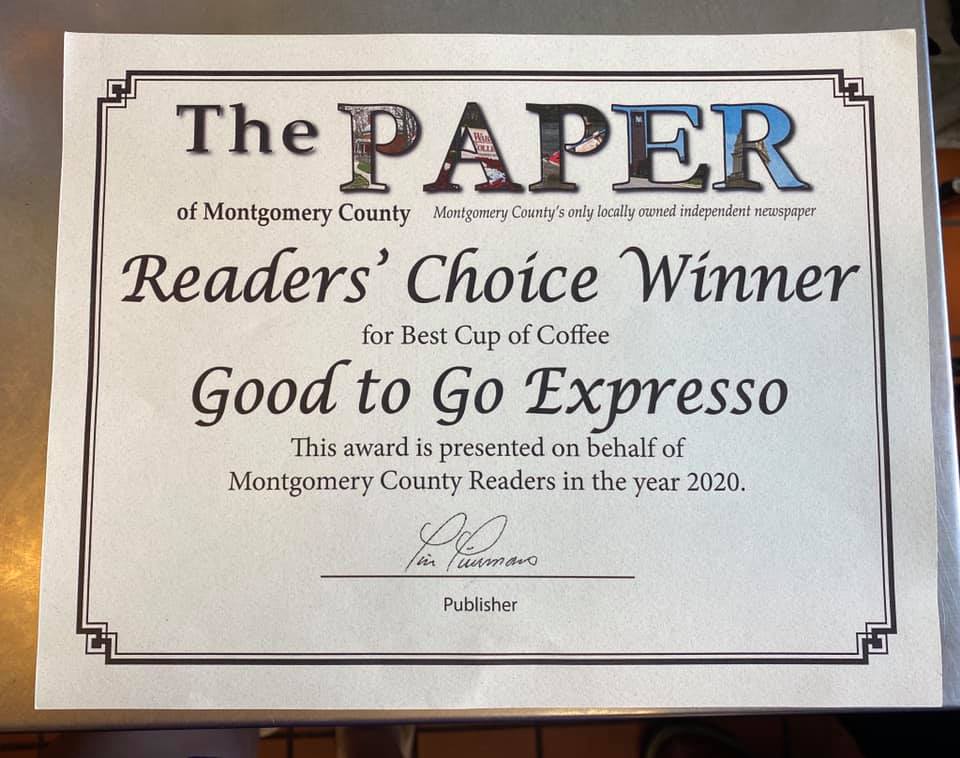 The PAPER
of Montgomery County Montgomery County's only locally owned independent newspaper
Readers' Choice Winner
for Best Cup of Coffee
Good to Go Expresso
This award is presented on behalf of
Montgomery County Readers in the year 2020.
Publisher